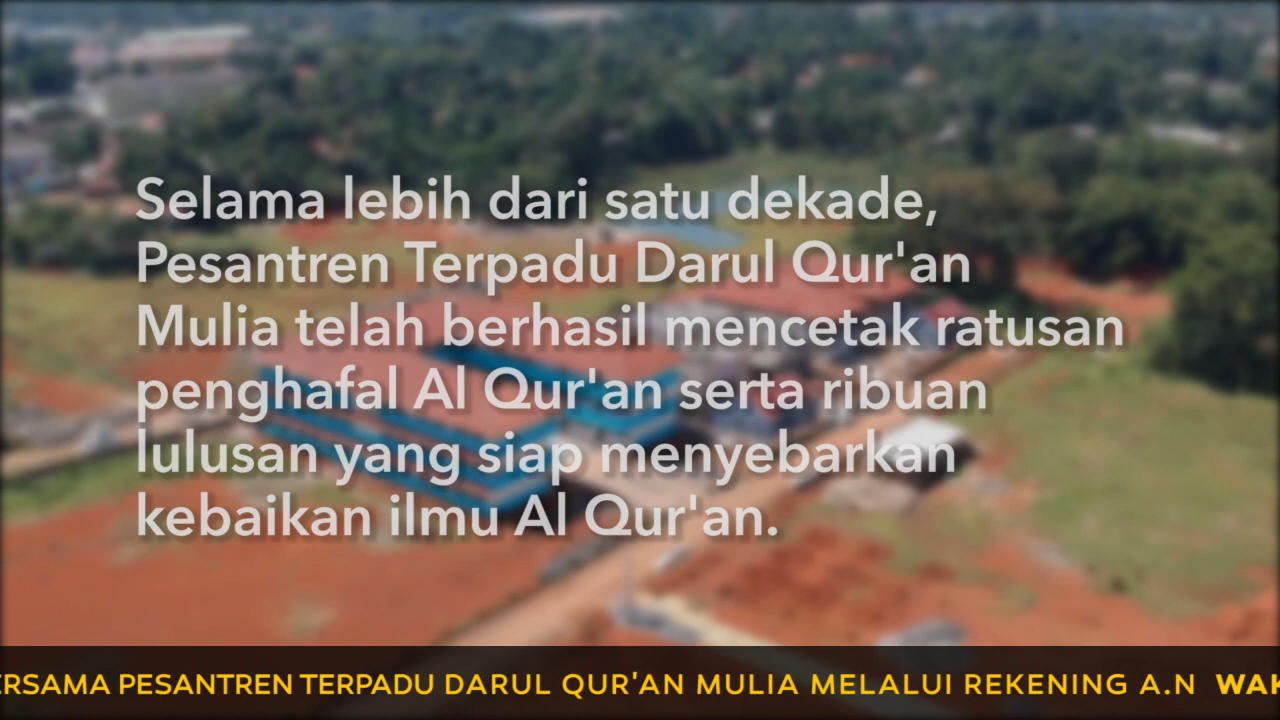 Selama lebih dari satu dekade,
Pesantren Terpadu Darul Qur'an
Mulia telah berhasil mencetak ratusan
penghafal Al Qur'an serta ribuan
lulusan yang siap menyebarkan
kebaikan ilmu Al Qur'an.
ERSAMA PESANTREN TERPADU DARUL QUR'AN MULIA MELALUI REKENING A.N WAK